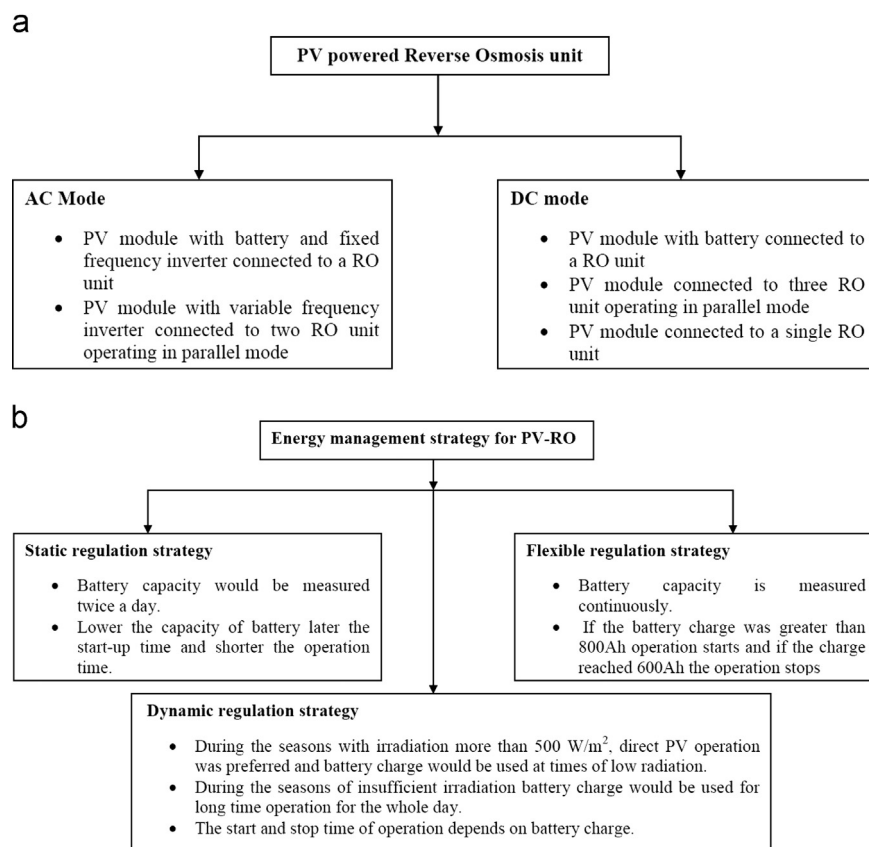 a
PV powered Reverse Osmosis unit
AC Mode
• PV module with battery and fixed
frequency inverter connected to a RO
unit
• PV module with variable frequency
inverter connected to two RO unit
operating in parallel mode
DC mode
• PV module with battery connected to
a RO unit
• PV module connected to three RO
unit operating in parallel mode
• PV module connected to a single RO
unit
b
Energy management strategy for PV-RO
Static regulation strategy
• Battery capacity would be measured
twice a day.
• Lower the capacity of battery later the
start-up time and shorter the operation
time.
Flexible regulation strategy
• Battery capacity is measured
continuously.
• If the battery charge was greater than
800Ah operation starts and if the charge
reached 600Ah the operation stops
Dynamic regulation strategy
• During the seasons with irradiation more than 500 W/m², direct PV operation
was preferred and battery charge would be used at times of low radiation.
• During the seasons of insufficient irradiation battery charge would be used for
long time operation for the whole day.
• The start and stop time of operation depends on battery charge.